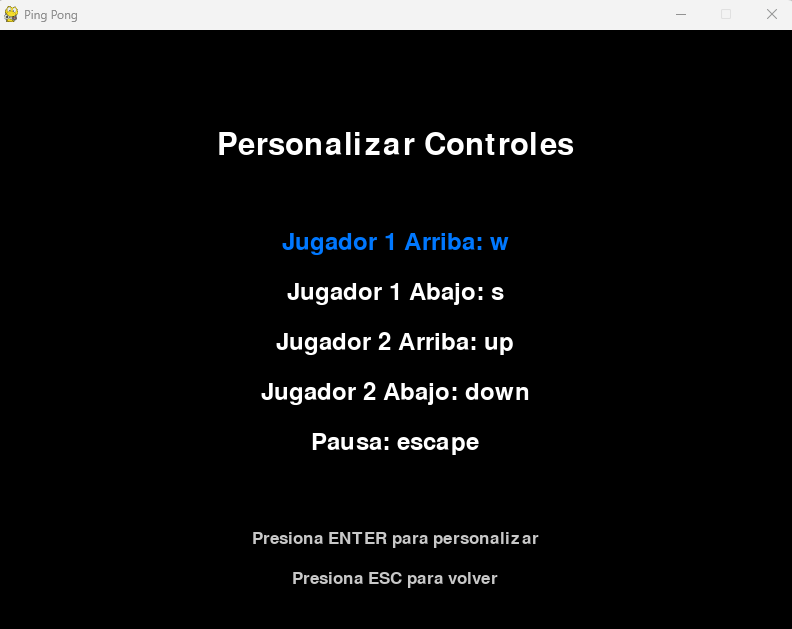 Ping Pong
Personalizar Controles
Jugador 1 Arriba: w
Jugador 1 Abajo: s
Jugador 2 Arriba: up
Jugador 2 Abajo: down
Pausa: escape
Presiona ENTER para personalizar
Presiona ESC para volver